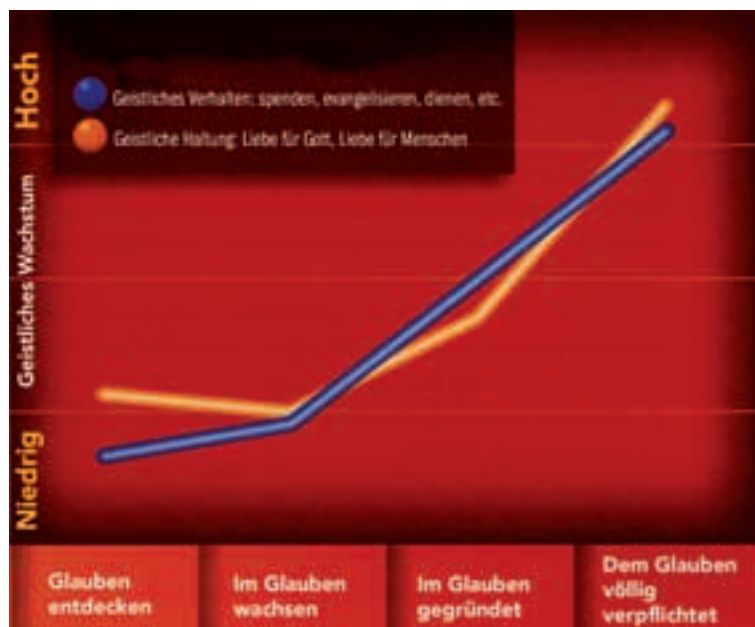 Hoch
Geistliches Wachstum
Niedrig
Geistliches Verhalten: spenden, evangelisieren, dienen, etc.
Geistliche Haltung: Liebe für Gott, Liebe für Menschen
Glauben
entdecken
Im Glauben
wachsen
Im Glauben
gegründet
Dem Glauben
völlig
verpflichtet